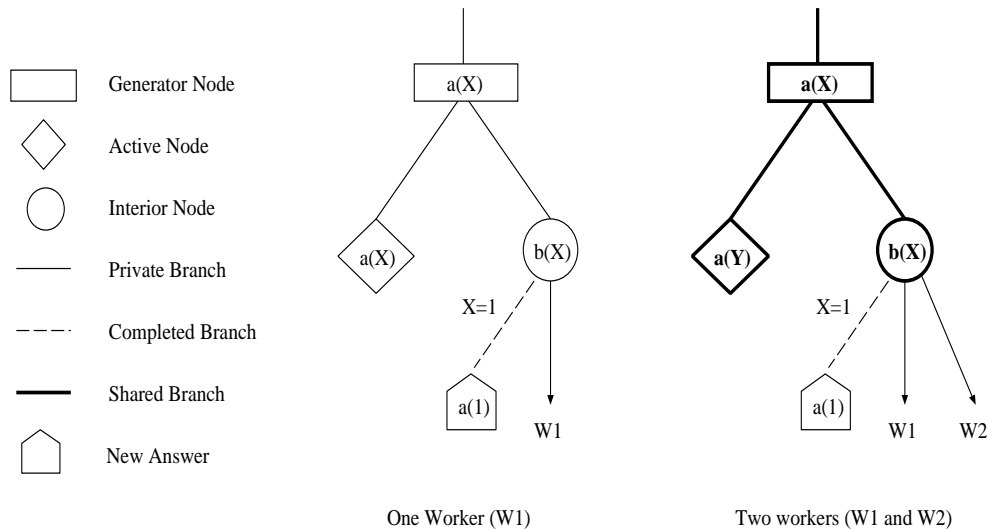 Generator Node
Active Node
Interior Node
Private Branch
Completed Branch
Shared Branch
New Answer
a(X)
a(X)
b(X)
X=1
a(1)
W1
One Worker (W1)
a(X)
a(Y)
b(X)
X=1
a(1)
W1
W2
Two workers (W1 and W2)